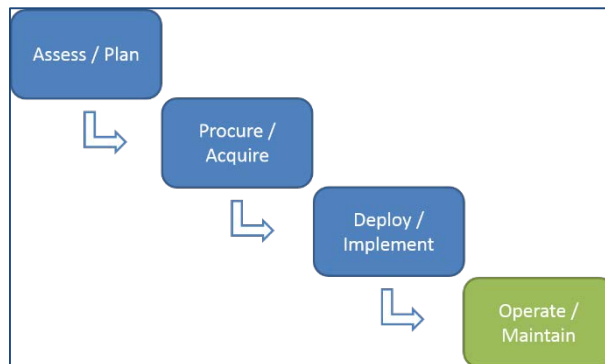 Assess / Plan
Procure /
Acquire
Deploy /
Implement
Operate /
Maintain